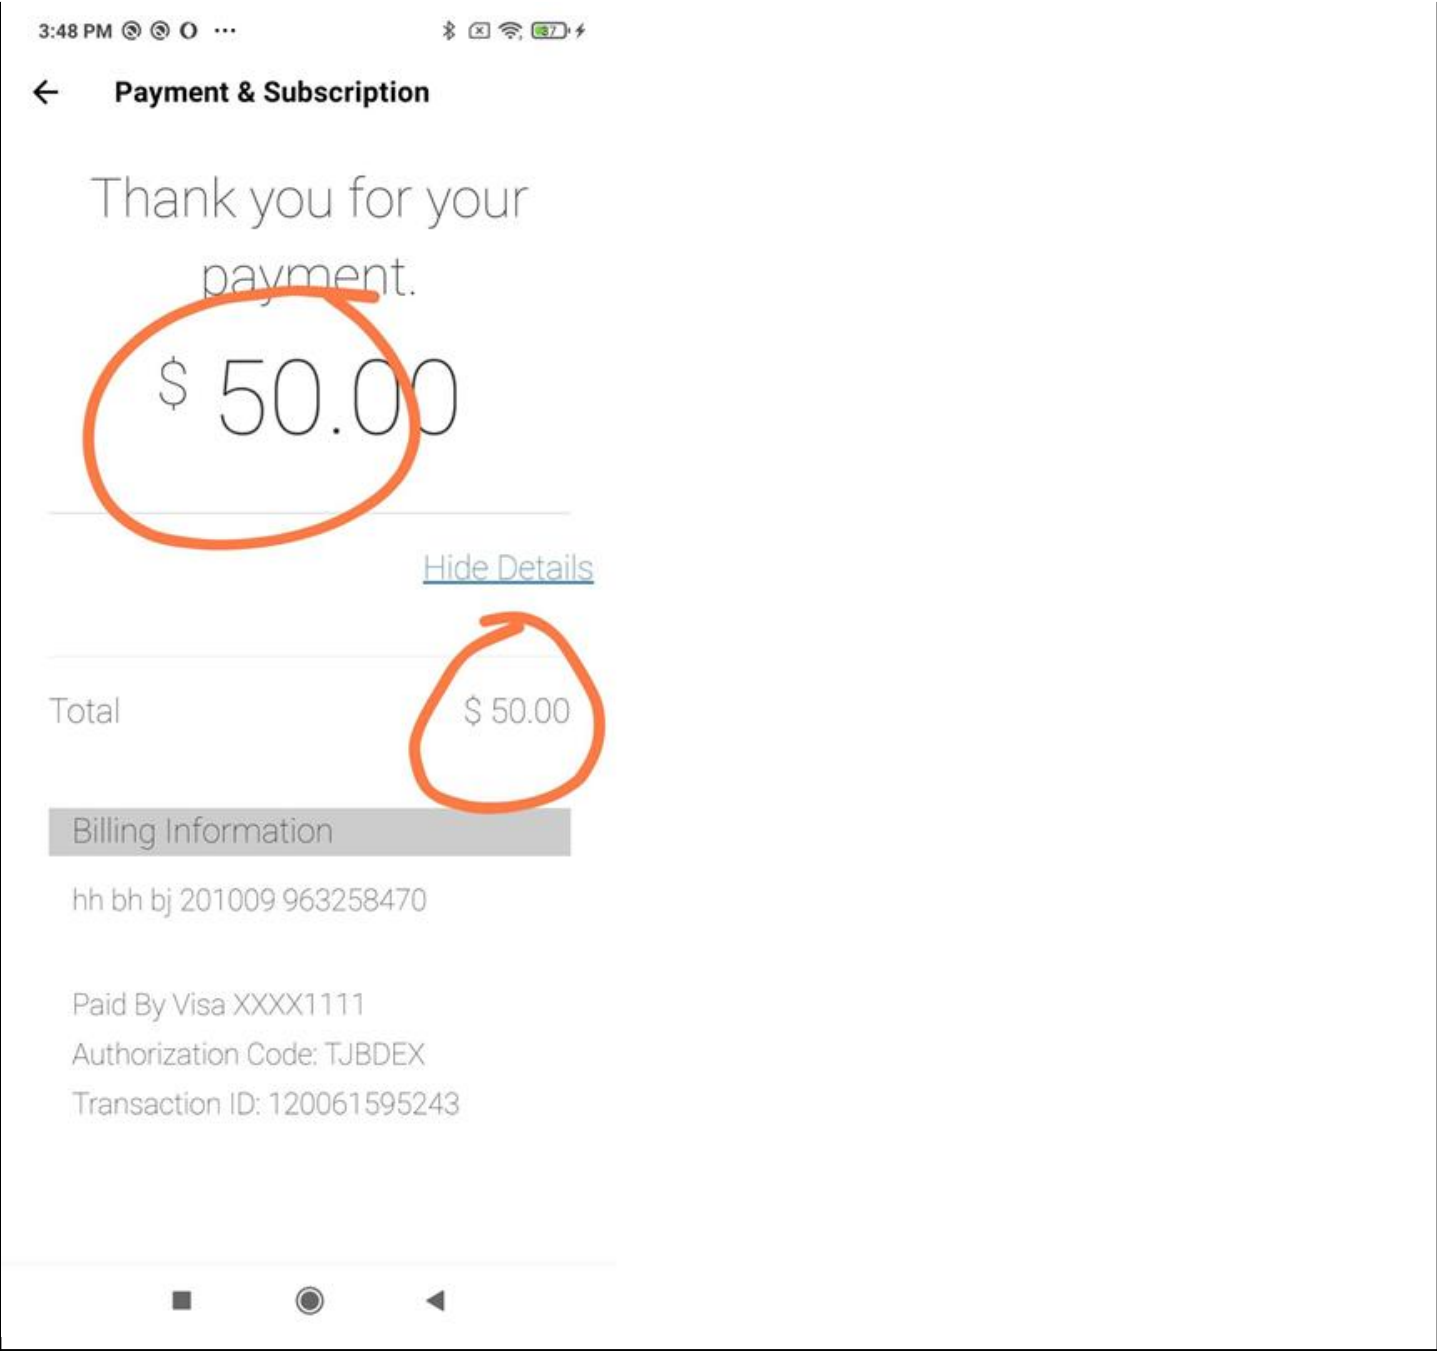 3:48 PM ... 37
Payment & Subscription
Thank you for your
payment.
$ 50.00
Hide Details
Total $ 50.00
Billing Information
hh bh bj 201009 963258470
Paid By Visa XXXX1111
Authorization Code: TJBDEX
Transaction ID: 120061595243